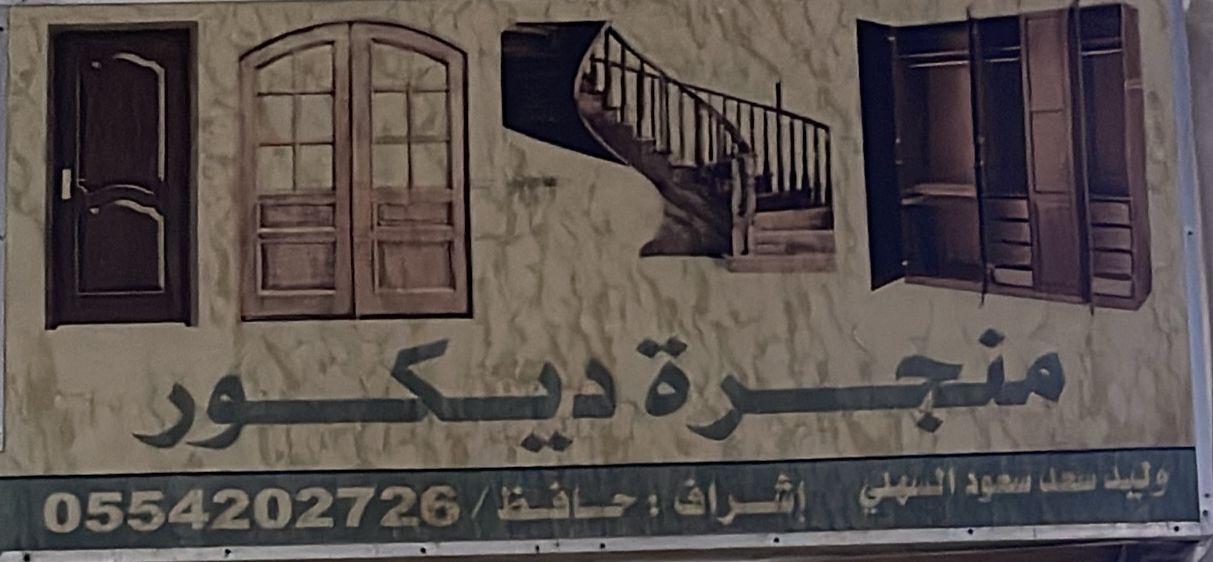 منجرة ديكور
وليد سعد سعود السهلي إشراف : حافظ / 0554202726